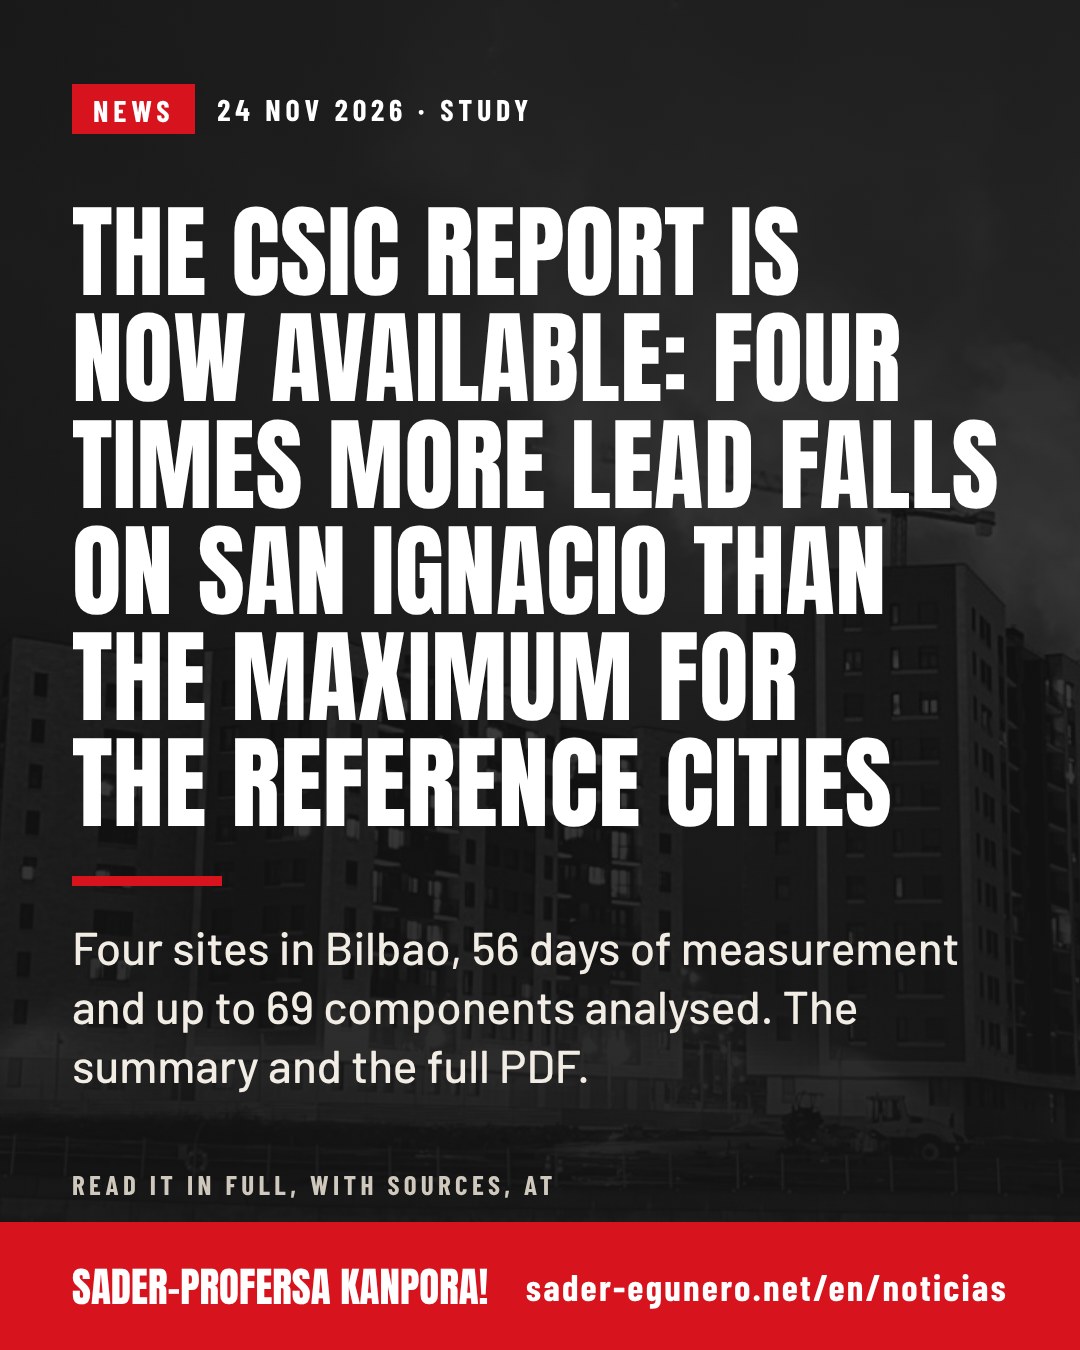 NEWS
24 NOV 2026 · STUDY
THE CSIC REPORT IS
NOW AVAILABLE: FOUR
TIMES MORE LEAD FALLS
ON SAN IGNACIO THAN
THE MAXIMUM FOR
THE REFERENCE CITIES
Four sites in Bilbao, 56 days of measurement
and up to 69 components analysed. The
summary and the full PDF.
READ IT IN FULL, WITH SOURCES, AT
SADER-PROFERSA KANPORA!
sader-egunero.net/en/noticias